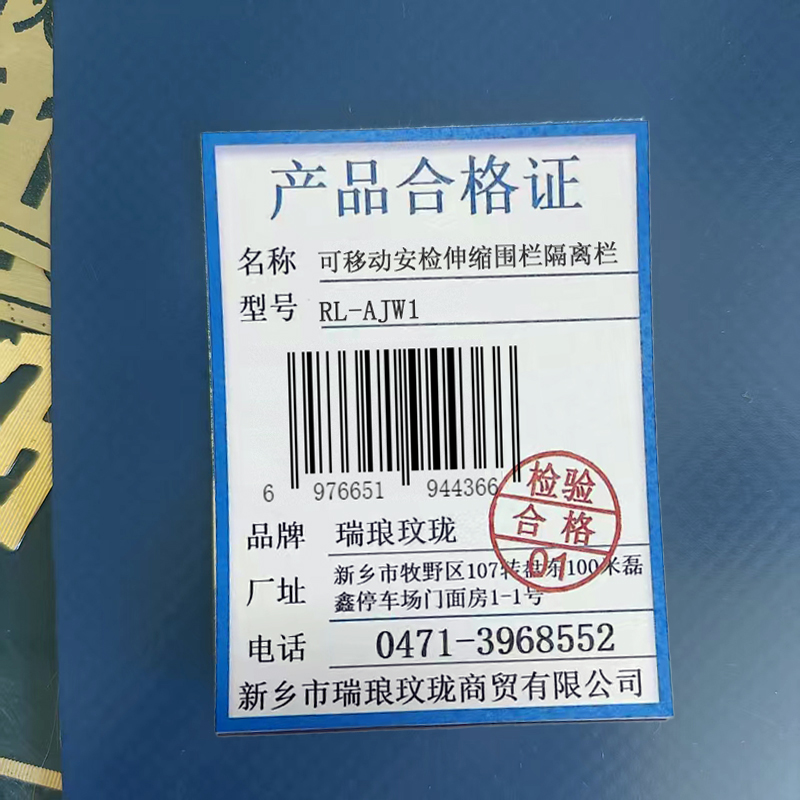 产品合格证
名称 可移动安检伸缩围栏隔离栏
型号 RL-AJW1
6 976651 944366
检验
合格
01
品牌 瑞琅玟珑
厂址 新乡市牧野区107转盘东100米磊
鑫停车场门面房1-1号
电话 0471-3968552
新乡市瑞琅玟珑商贸有限公司